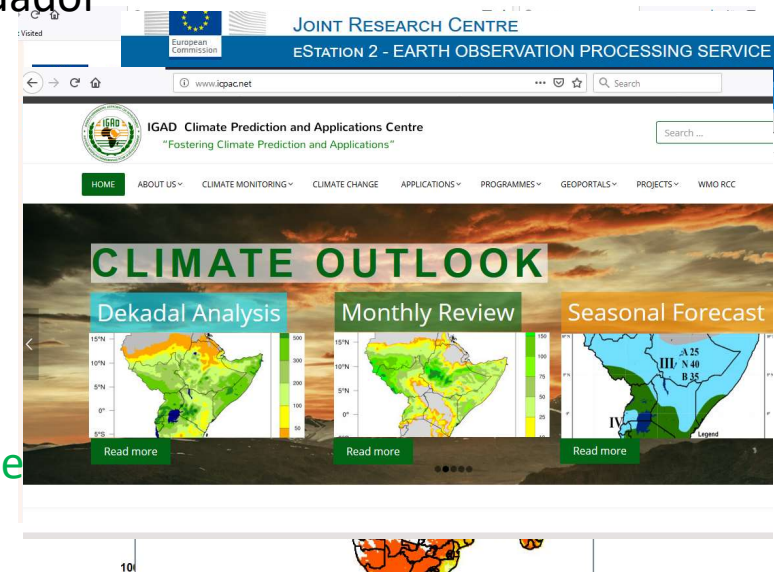 uador
: Visited
European
Commission
JOINT RESEARCH CENTRE
ESTATION 2 - EARTH OBSERVATION PROCESSING SERVICE
www.icpac.net
Search
IGAD
IGAD Climate Prediction and Applications Centre
"Fostering Climate Prediction and Applications"
Search ...
HOME ABOUT US CLIMATE MONITORING CLIMATE CHANGE APPLICATIONS PROGRAMMES GEOPORTALS PROJECTS WMO RCC
CLIMATE OUTLOOK
Dekadal Analysis Monthly Review Seasonal Forecast
15°N
10°N
5°N
0°
5°S
500
300
200
100
50
15°N
10°N
5°N
0°
150
100
75
50
25
10
III
A 25
N 40
B 35
IV
Legend
Read more Read more Read more
e
10